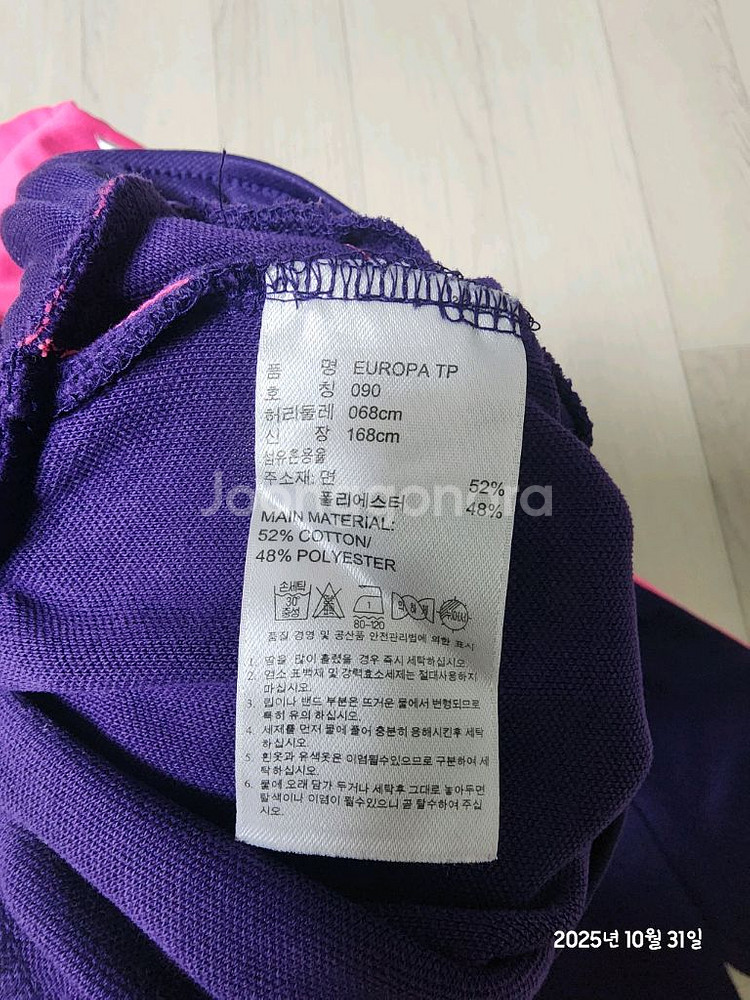 품 명 EUROPA TP
호 칭 090
허리둘레 068cm
신 장 168cm
섬유혼용율
주소재: 면 52%
폴리에스터 48%
MAIN MATERIAL:
52% COTTON/
48% POLYESTER
손세탁
30
중성
1
80-120
품질 경영 및 공산품 안전관리법에 의한 표시
1. 땀을 많이 흘렸을 경우 즉시 세탁하십시오.
2. 염소 표백제 및 강력효소세제는 절대사용하지
마십시오.
3. 립이나 밴드 부분은 뜨거운 물에서 변형되므로
특히 유의 하십시오.
4. 세제를 먼저 물에 풀어 충분히 용해시킨후 세탁
하십시오.
5. 흰옷과 유색옷은 이염될수있으므로 구분하여 세
탁하십시오.
6. 물에 오래 담가 두거나 세탁후 그대로 놓아두면
탈색이나 이염이 될수있으니 곧 탈수하여 주십
시오.
Joonggonara
2025년 10월 31일